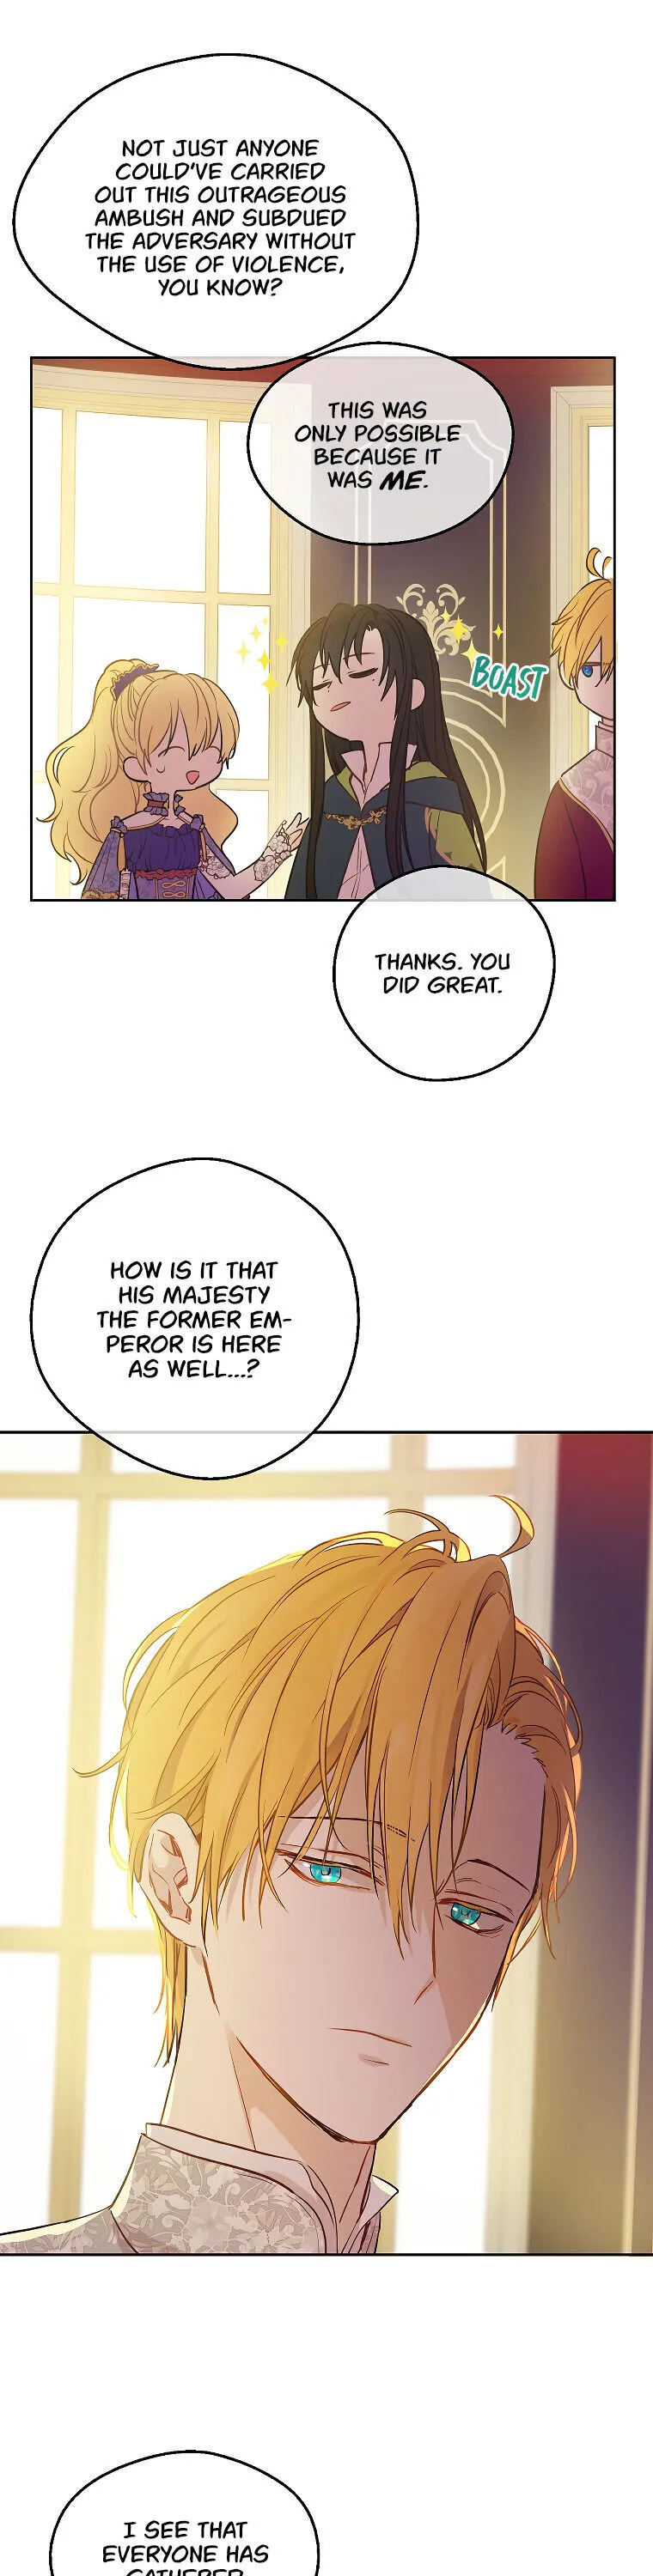 NOT JUST ANYONE
COULD'VE CARRIED
OUT THIS OUTRAGEOUS
AMBUSH AND SUBDUED
THE ADVERSARY WITHOUT
THE USE OF VIOLENCE,
YOU KNOW?
THIS WAS
ONLY POSSIBLE
BECAUSE IT
WAS ME.
BOAST
THANKS. YOU
DID GREAT.
HOW IS IT THAT
HIS MAJESTY
THE FORMER EM-
PEROR IS HERE
AS WELL...?
I SEE THAT
EVERYONE HAS
GATHERED